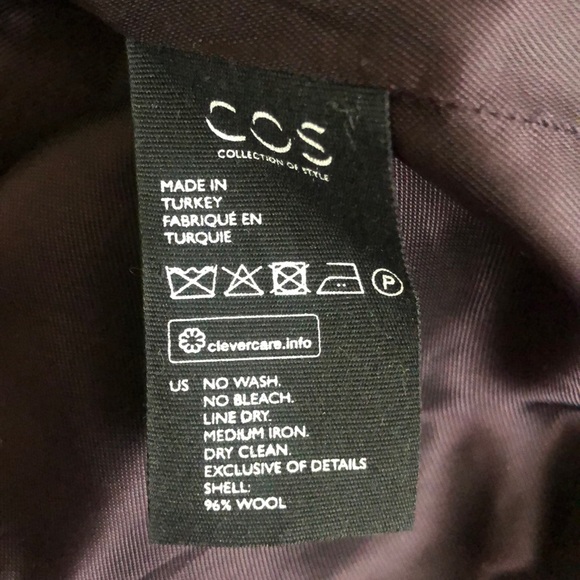 COS
COLLECTION OF STYLE
MADE IN
TURKEY
FABRIQUÉ EN
TURQUIE
P
clevercare.info
US NO WASH.
NO BLEACH.
LINE DRY.
MEDIUM IRON.
DRY CLEAN.
EXCLUSIVE OF DETAILS
SHELL:
96% WOOL